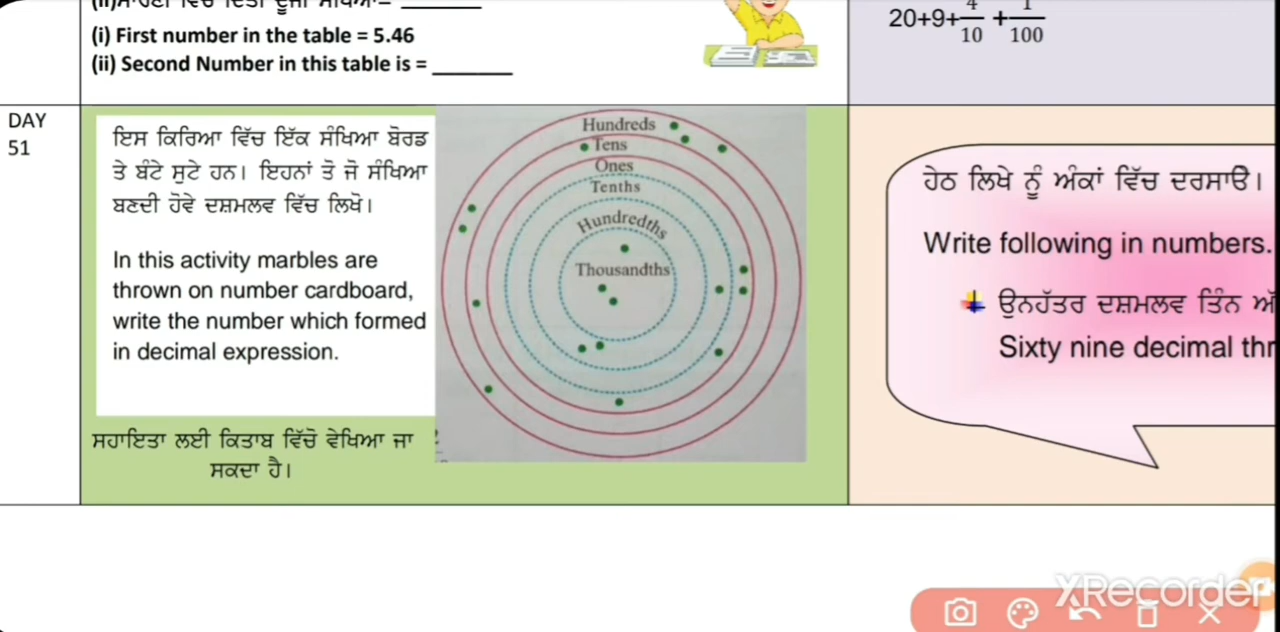 (i) First number in the table = 5.46
(ii) Second Number in this table is = ______
20+9+4/10 +1/100
DAY
51
ਇਸ ਕਿਰਿਆ ਵਿੱਚ ਇੱਕ ਸੰਖਿਆ ਬੋਰਡ
ਤੇ ਬੰਟੇ ਸੁਟੇ ਹਨ। ਇਹਨਾਂ ਤੋ ਜੋ ਸੰਖਿਆ
ਬਣਦੀ ਹੋਵੇ ਦਸ਼ਮਲਵ ਵਿੱਚ ਲਿਖੋ।
In this activity marbles are
thrown on number cardboard,
write the number which formed
in decimal expression.
ਸਹਾਇਤਾ ਲਈ ਕਿਤਾਬ ਵਿੱਚੋ ਵੇਖਿਆ ਜਾ
ਸਕਦਾ ਹੈ।
Hundreds
Tens
Ones
Tenths
Hundredths
Thousandths
ਹੇਠ ਲਿਖੇ ਨੂੰ ਅੰਕਾਂ ਵਿੱਚ ਦਰਸਾਓ।
Write following in numbers.
ਉਨਹੱਤਰ ਦਸ਼ਮਲਵ ਤਿੰਨ
Sixty nine decimal
XRecorder